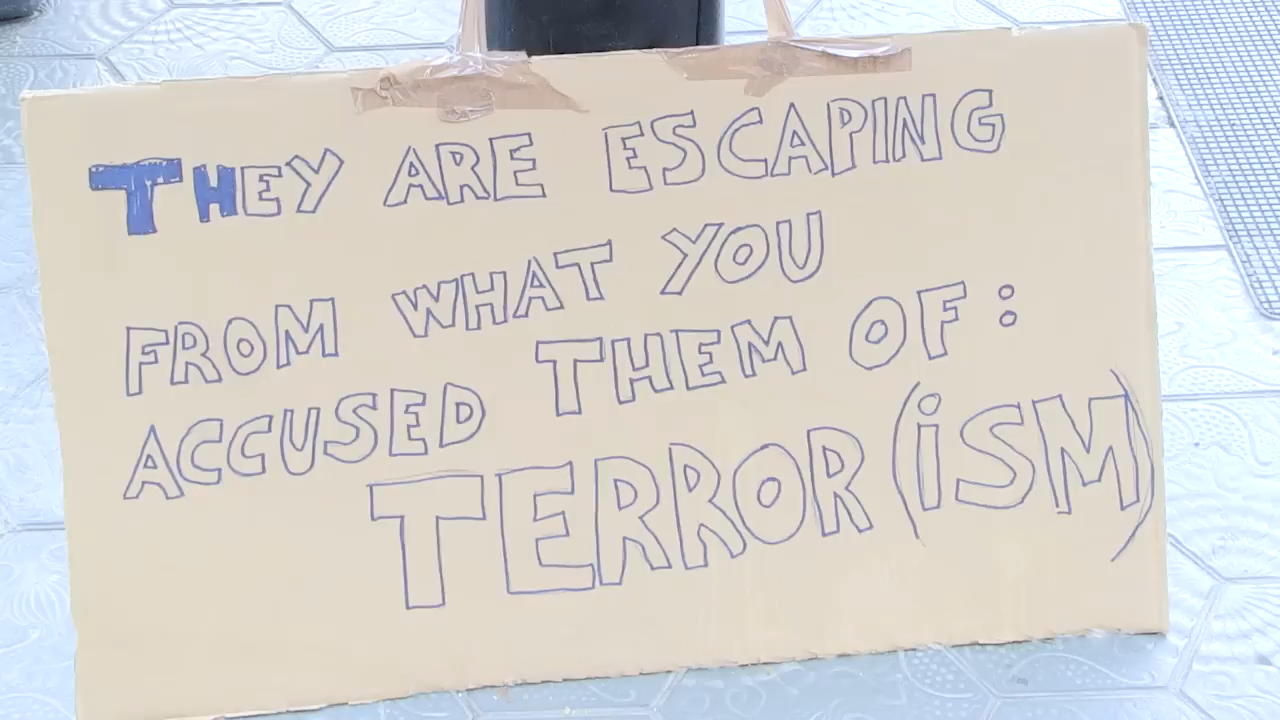 THEY ARE ESCAPING
FROM WHAT YOU
ACCUSED THEM OF:
TERROR (iSM)